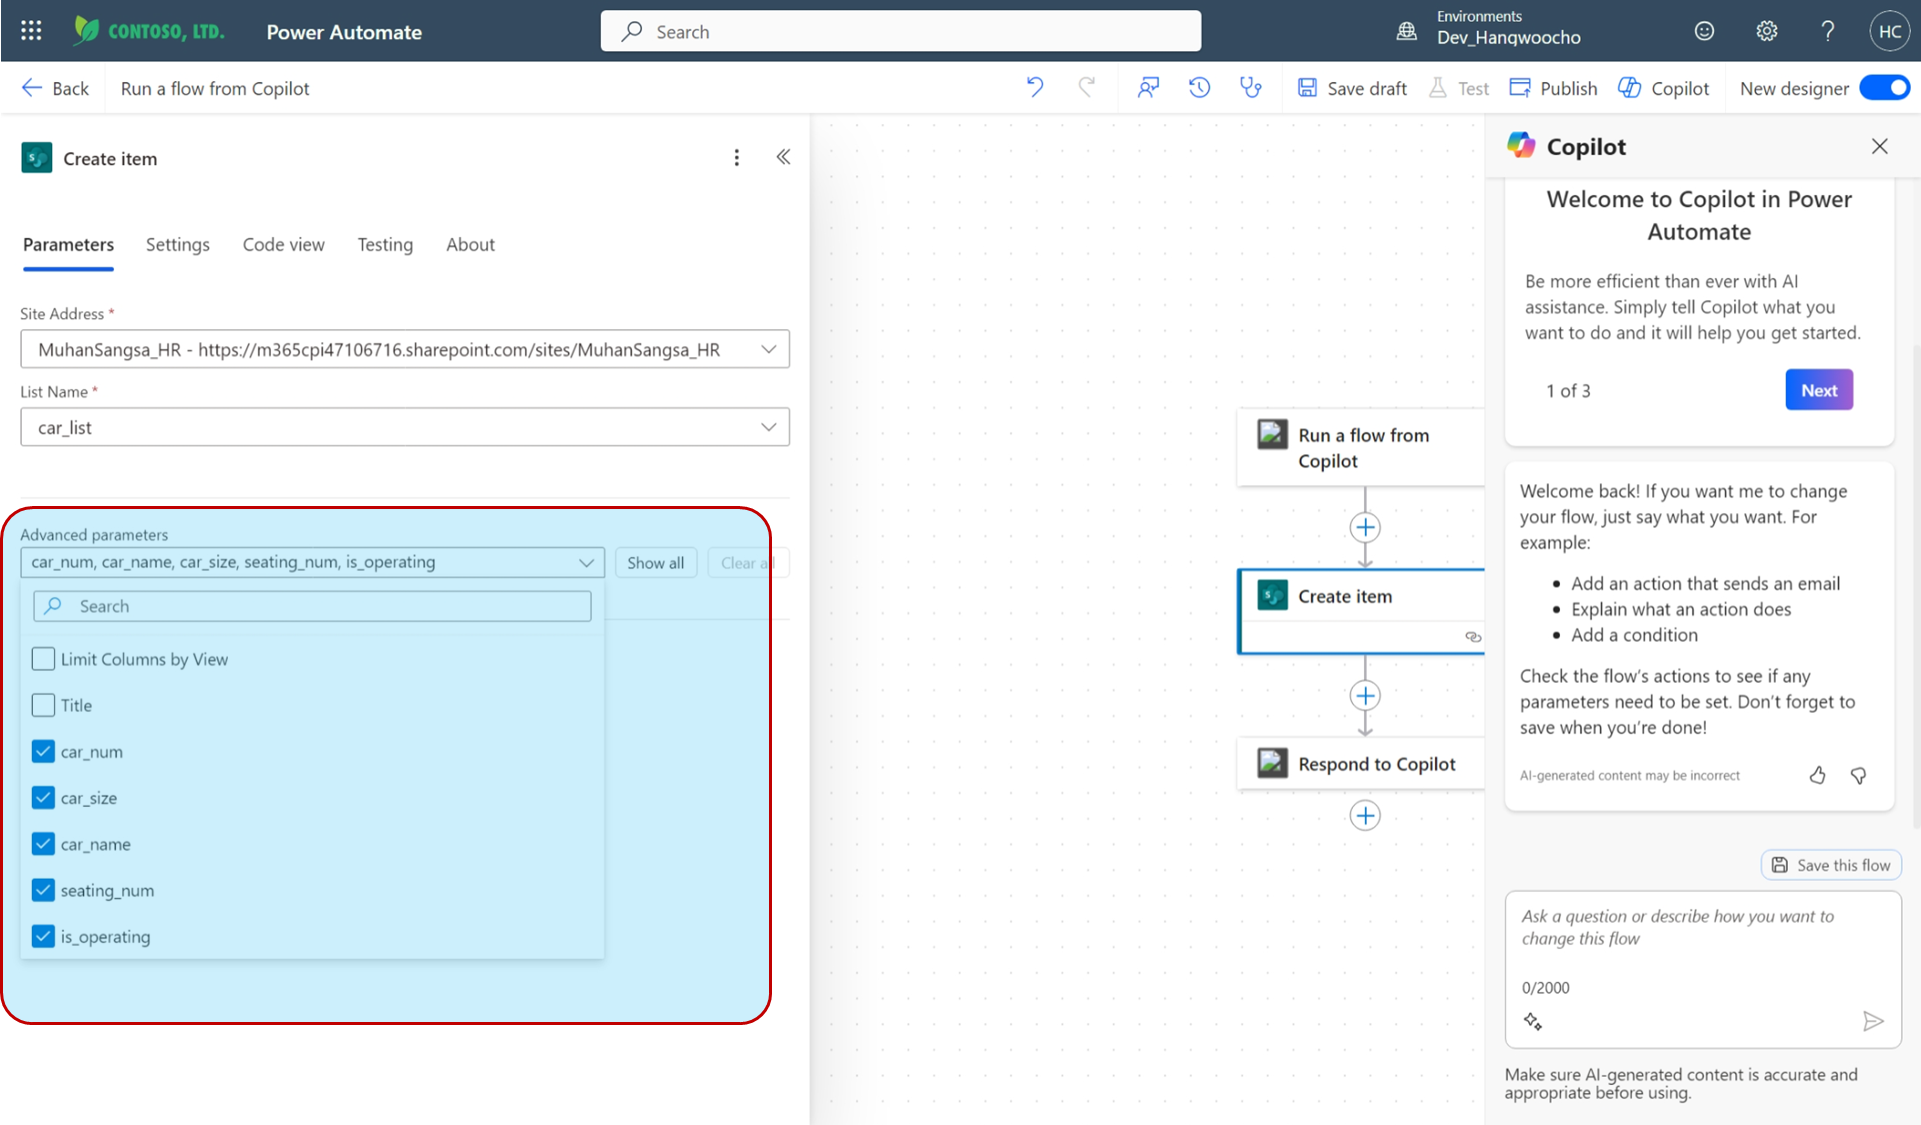 CONTOSO, LTD.
Power Automate
Search
Environments
Dev_Hangwoocho
HC
Back
Run a flow from Copilot
Save draft
Test
Publish
Copilot
New designer
Create item
Parameters
Settings
Code view
Testing
About
Site Address *
MuhanSangsa_HR - https://m365cpi47106716.sharepoint.com/sites/MuhanSangsa_HR
List Name *
car_list
Advanced parameters
car_num, car_name, car_size, seating_num, is_operating
Show all
Clear all
Search
Limit Columns by View
Title
car_num
car_size
car_name
seating_num
is_operating
Run a flow from
Copilot
Create item
Respond to Copilot
Copilot
Welcome to Copilot in Power
Automate
Be more efficient than ever with AI
assistance. Simply tell Copilot what you
want to do and it will help you get started.
1 of 3
Next
Welcome back! If you want me to change
your flow, just say what you want. For
example:
• Add an action that sends an email
• Explain what an action does
• Add a condition
Check the flow's actions to see if any
parameters need to be set. Don't forget to
save when you're done!
AI-generated content may be incorrect
Save this flow
Ask a question or describe how you want to
change this flow
0/2000
Make sure AI-generated content is accurate and
appropriate before using.